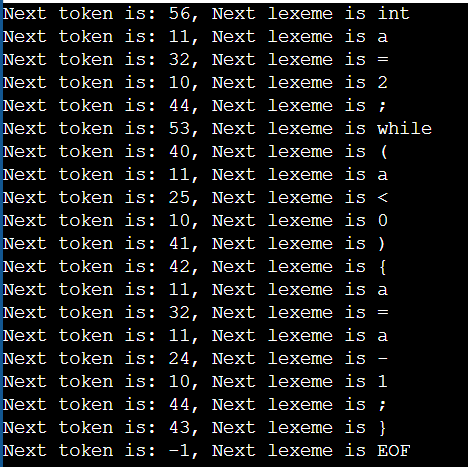 Next token is: 56, Next lexeme is int
Next token is: 11, Next lexeme is a
Next token is: 32, Next lexeme is =
Next token is: 10, Next lexeme is 2
Next token is: 44, Next lexeme is ;
Next token is: 53, Next lexeme is while
Next token is: 40, Next lexeme is (
Next token is: 11, Next lexeme is a
Next token is: 25, Next lexeme is <
Next token is: 10, Next lexeme is 0
Next token is: 41, Next lexeme is )
Next token is: 42, Next lexeme is {
Next token is: 11, Next lexeme is a
Next token is: 32, Next lexeme is =
Next token is: 11, Next lexeme is a
Next token is: 24, Next lexeme is -
Next token is: 10, Next lexeme is 1
Next token is: 44, Next lexeme is ;
Next token is: 43, Next lexeme is }
Next token is: -1, Next lexeme is EOF